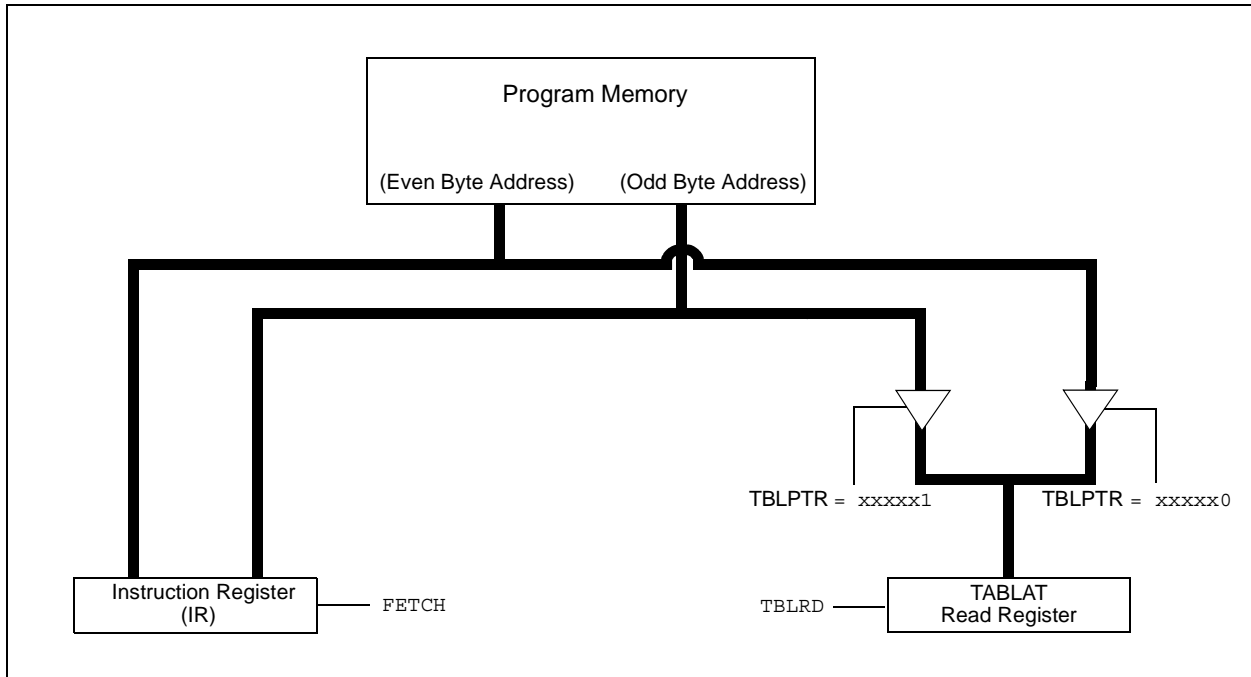 Program Memory
(Even Byte Address) (Odd Byte Address)
TBLPTR = xxxxx1
TBLPTR = xxxxx0
Instruction Register
(IR)
FETCH
TBLRD
TABLAT
Read Register